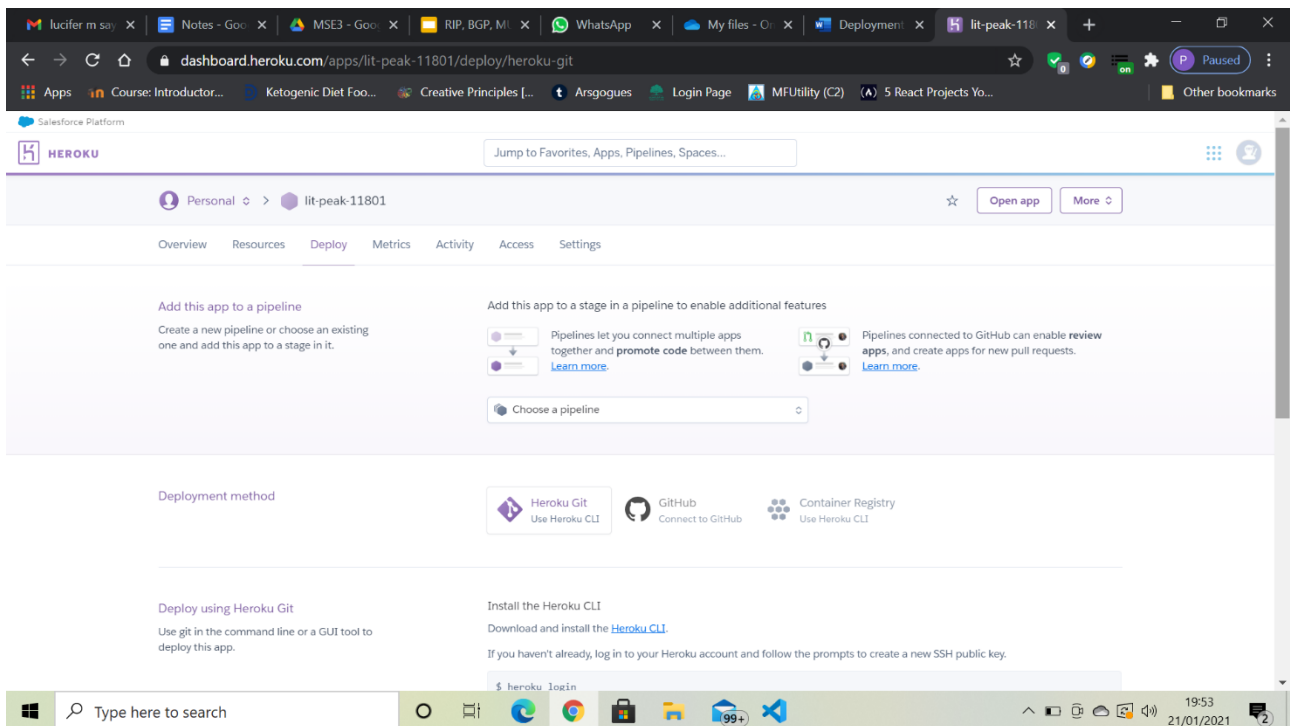 lucifer m say
Notes - Goo
MSE3 - Goo
RIP, BGP, MU
WhatsApp
My files - On
Deployment
lit-peak-118
dashboard.heroku.com/apps/lit-peak-11801/deploy/heroku-git
P Paused
Apps
Course: Introductor...
Ketogenic Diet Foo...
Creative Principles [...
Arsgogues
Login Page
MFUtility (C2)
5 React Projects Yo...
Other bookmarks
0
on
Salesforce Platform
HEROKU
Jump to Favorites, Apps, Pipelines, Spaces...
Personal > lit-peak-11801
Open app
More
Overview Resources Deploy Metrics Activity Access Settings
Add this app to a pipeline
Create a new pipeline or choose an existing
one and add this app to a stage in it.
Add this app to a stage in a pipeline to enable additional features
Pipelines let you connect multiple apps
together and promote code between them.
Learn more.
Pipelines connected to GitHub can enable review
apps, and create apps for new pull requests.
Learn more.
Choose a pipeline
Deployment method
Heroku Git
Use Heroku CLI
GitHub
Connect to GitHub
Container Registry
Use Heroku CLI
Deploy using Heroku Git
Use git in the command line or a GUI tool to
deploy this app.
Install the Heroku CLI
Download and install the Heroku CLI.
If you haven't already, log in to your Heroku account and follow the prompts to create a new SSH public key.
$ heroku login
Type here to search
99+
19:53
21/01/2021
2